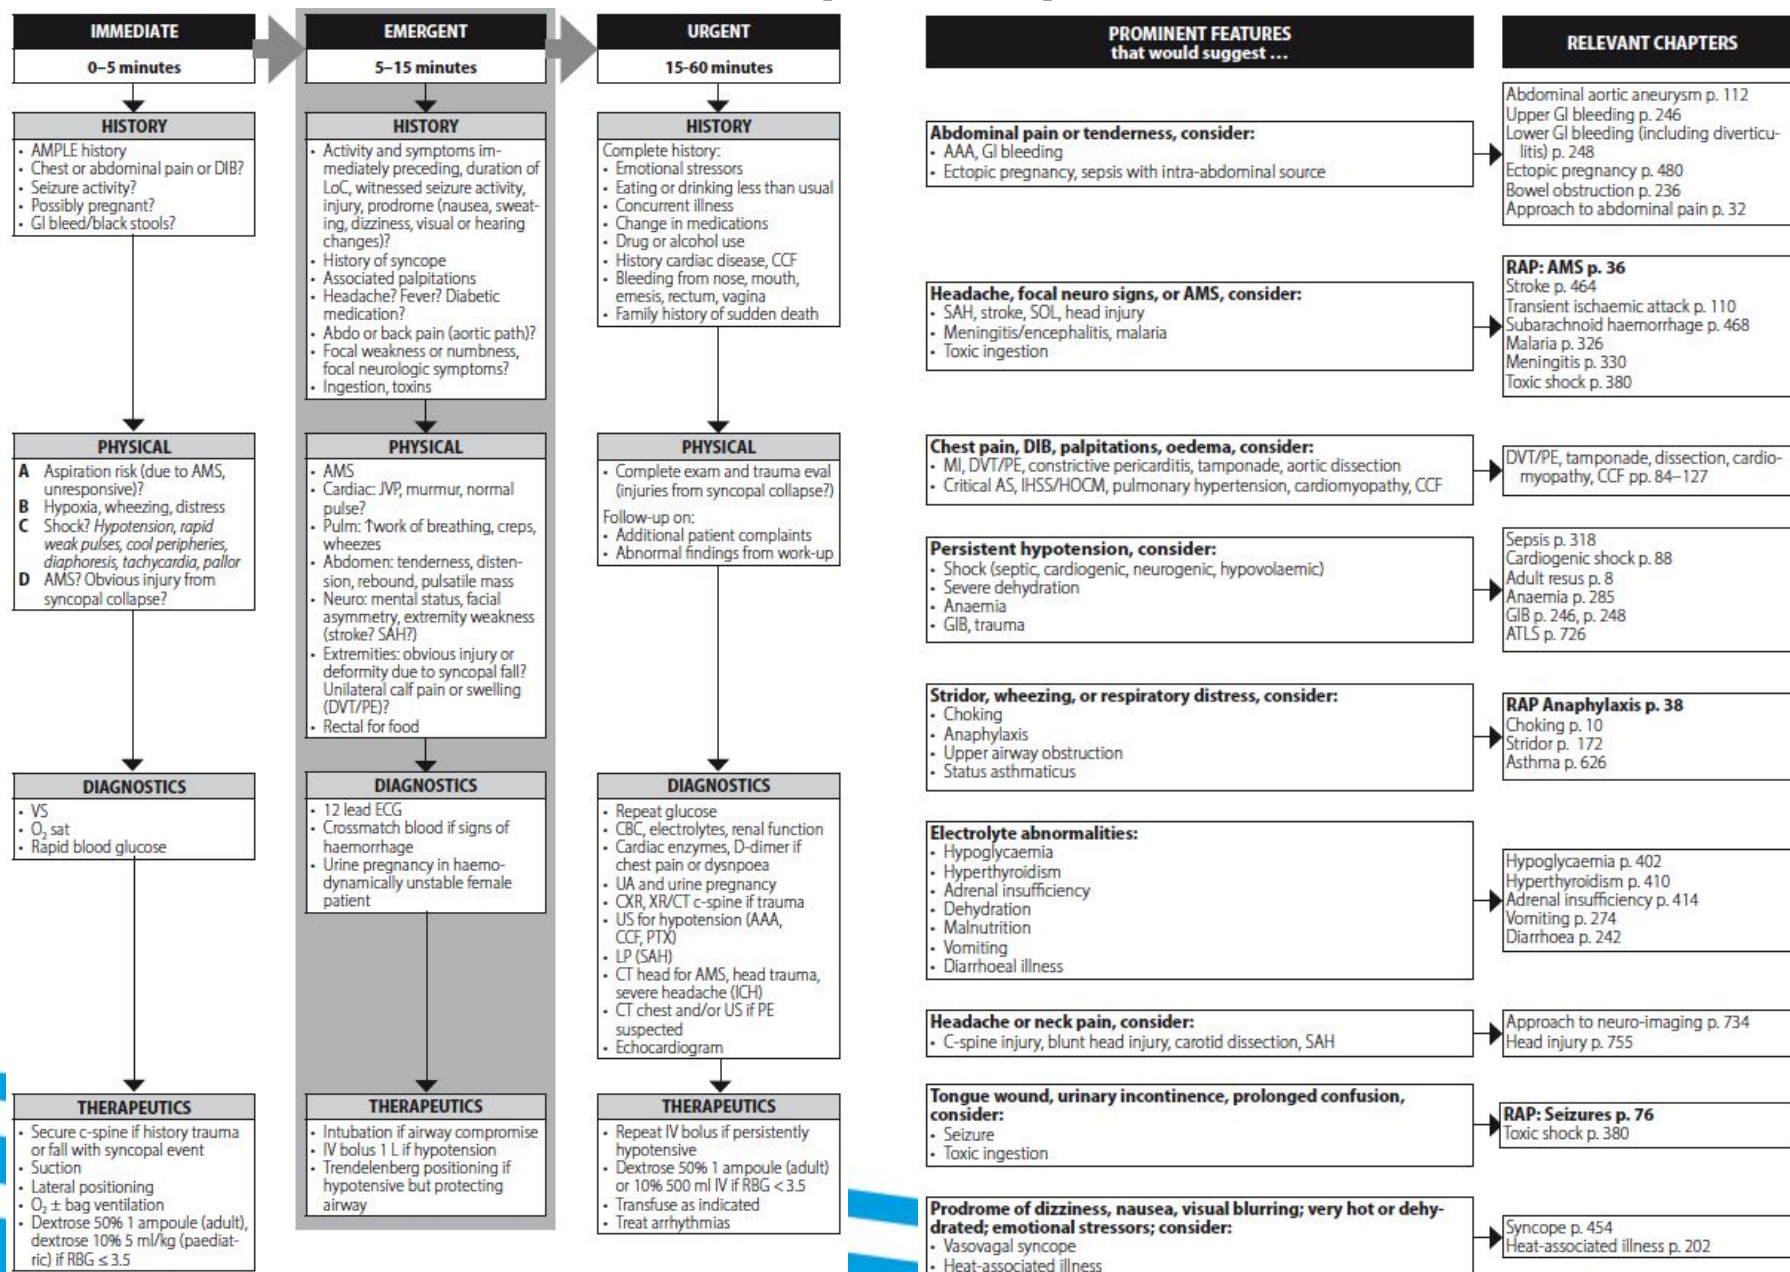 IMMEDIATE
0–5 minutes
HISTORY
• AMPLE history
• Chest or abdominal pain or DIB?
• Seizure activity?
• Possibly pregnant?
• GI bleed/black stools?
PHYSICAL
A Aspiration risk (due to AMS,
unresponsive)?
B Hypoxia, wheezing, distress
C Shock? Hypotension, rapid
weak pulses, cool peripheries,
diaphoresis, tachycardia, pallor
D AMS? Obvious injury from
syncopal collapse?
DIAGNOSTICS
• VS
• O₂ sat
• Rapid blood glucose
THERAPEUTICS
• Secure c-spine if history trauma
or fall with syncopal event
• Suction
• Lateral positioning
• O₂ ± bag ventilation
• Dextrose 50% 1 ampoule (adult),
dextrose 10% 5 ml/kg (paediat-
ric) if RBG ≤ 3.5
EMERGENT
5–15 minutes
HISTORY
• Activity and symptoms im-
mediately preceding, duration of
LoC, witnessed seizure activity,
injury, prodrome (nausea, sweat-
ing, dizziness, visual or hearing
changes)?
• History of syncope
• Associated palpitations
• Headache? Fever? Diabetic
medication?
• Abdo or back pain (aortic path)?
• Focal weakness or numbness,
focal neurologic symptoms?
• Ingestion, toxins
PHYSICAL
• AMS
• Cardiac: JVP, murmur, normal
pulse?
• Pulm: ↑work of breathing, creps,
wheezes
• Abdomen: tenderness, disten-
sion, rebound, pulsatile mass
• Neuro: mental status, facial
asymmetry, extremity weakness
(stroke? SAH?)
• Extremities: obvious injury or
deformity due to syncopal fall?
Unilateral calf pain or swelling
(DVT/PE)?
• Rectal for food
DIAGNOSTICS
• 12 lead ECG
• Crossmatch blood if signs of
haemorrhage
• Urine pregnancy in haemo-
dynamically unstable female
patient
THERAPEUTICS
• Intubation if airway compromise
• IV bolus 1 L if hypotension
• Trendelenberg positioning if
hypotensive but protecting
airway
URGENT
15-60 minutes
HISTORY
Complete history:
• Emotional stressors
• Eating or drinking less than usual
• Concurrent illness
• Change in medications
• Drug or alcohol use
• History cardiac disease, CCF
• Bleeding from nose, mouth,
emesis, rectum, vagina
• Family history of sudden death
PHYSICAL
• Complete exam and trauma eval
(injuries from syncopal collapse?)
Follow-up on:
• Additional patient complaints
• Abnormal findings from work-up
DIAGNOSTICS
• Repeat glucose
• CBC, electrolytes, renal function
• Cardiac enzymes, D-dimer if
chest pain or dysnpoea
• UA and urine pregnancy
• CXR, XR/CT c-spine if trauma
• US for hypotension (AAA,
CCF, PTX)
• LP (SAH)
• CT head for AMS, head trauma,
severe headache (ICH)
• CT chest and/or US if PE
suspected
• Echocardiogram
THERAPEUTICS
• Repeat IV bolus if persistently
hypotensive
• Dextrose 50% 1 ampoule (adult)
or 10% 500 ml IV if RBG < 3.5
• Transfuse as indicated
• Treat arrhythmias
PROMINENT FEATURES
that would suggest …
RELEVANT CHAPTERS
Abdominal pain or tenderness, consider:
• AAA, GI bleeding
• Ectopic pregnancy, sepsis with intra-abdominal source
Abdominal aortic aneurysm p. 112
Upper GI bleeding p. 246
Lower GI bleeding (including diverticu-
litis) p. 248
Ectopic pregnancy p. 480
Bowel obstruction p. 236
Approach to abdominal pain p. 32
Headache, focal neuro signs, or AMS, consider:
• SAH, stroke, SOL, head injury
• Meningitis/encephalitis, malaria
• Toxic ingestion
RAP: AMS p. 36
Stroke p. 464
Transient ischaemic attack p. 110
Subarachnoid haemorrhage p. 468
Malaria p. 326
Meningitis p. 330
Toxic shock p. 380
Chest pain, DIB, palpitations, oedema, consider:
• MI, DVT/PE, constrictive pericarditis, tamponade, aortic dissection
• Critical AS, IHSS/HOCM, pulmonary hypertension, cardiomyopathy, CCF
DVT/PE, tamponade, dissection, cardio-
myopathy, CCF pp. 84–127
Persistent hypotension, consider:
• Shock (septic, cardiogenic, neurogenic, hypovolaemic)
• Severe dehydration
• Anaemia
• GIB, trauma
Sepsis p. 318
Cardiogenic shock p. 88
Adult resus p. 8
Anaemia p. 285
GIB p. 246, p. 248
ATLS p. 726
Stridor, wheezing, or respiratory distress, consider:
• Choking
• Anaphylaxis
• Upper airway obstruction
• Status asthmaticus
RAP Anaphylaxis p. 38
Choking p. 10
Stridor p. 172
Asthma p. 626
Electrolyte abnormalities:
• Hypoglycaemia
• Hyperthyroidism
• Adrenal insufficiency
• Dehydration
• Malnutrition
• Vomiting
• Diarrhoeal illness
Hypoglycaemia p. 402
Hyperthyroidism p. 410
Adrenal insufficiency p. 414
Vomiting p. 274
Diarrhoea p. 242
Headache or neck pain, consider:
• C-spine injury, blunt head injury, carotid dissection, SAH
Approach to neuro-imaging p. 734
Head injury p. 755
Tongue wound, urinary incontinence, prolonged confusion,
consider:
• Seizure
• Toxic ingestion
RAP: Seizures p. 76
Toxic shock p. 380
Prodrome of dizziness, nausea, visual blurring; very hot or dehy-
drated; emotional stressors; consider:
• Vasovagal syncope
• Heat-associated illness
Syncope p. 454
Heat-associated illness p. 202